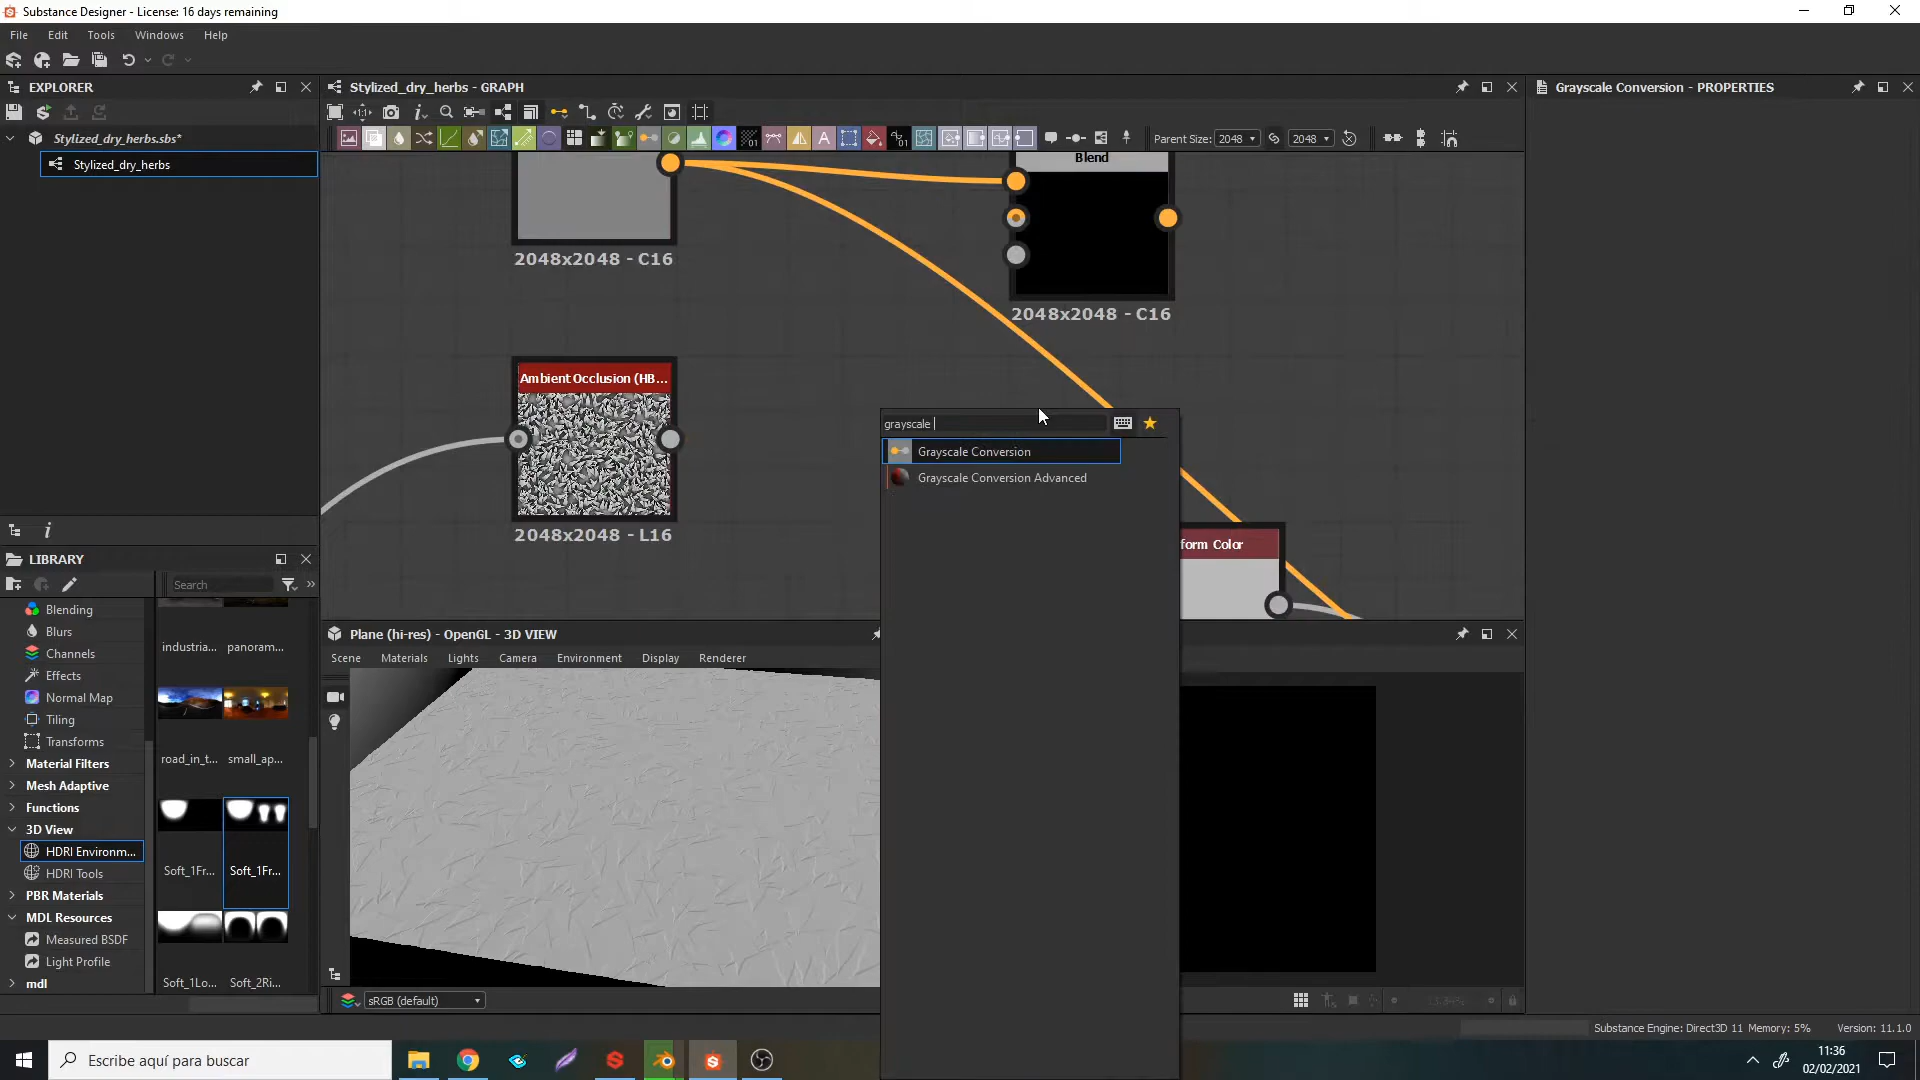 Substance Designer - License: 16 days remaining
File Edit Tools Windows Help
EXPLORER
Stylized_dry_herbs.sbs*
Stylized_dry_herbs
LIBRARY
Search
Blending
Blurs
Channels
Effects
Normal Map
Tiling
Transforms
Material Filters
Mesh Adaptive
Functions
3D View
HDRI Environm...
HDRI Tools
PBR Materials
MDL Resources
Measured BSDF
Light Profile
mdl
industria... panoram...
road_in_t... small_ap...
Soft_1Fr... Soft_1Fr...
Soft_1Lo... Soft_2Ri...
Stylized_dry_herbs - GRAPH
Parent Size: 2048 2048
Blend
2048x2048 - C16
2048x2048 - C16
Ambient Occlusion (HB...
2048x2048 - L16
grayscale
Grayscale Conversion
Grayscale Conversion Advanced
form Color
Plane (hi-res) - OpenGL - 3D VIEW
Scene Materials Lights Camera Environment Display Renderer
sRGB (default)
Grayscale Conversion - PROPERTIES
Substance Engine: Direct3D 11 Memory: 5% Version: 11.1.0
Escribe aquí para buscar
11:36
02/02/2021